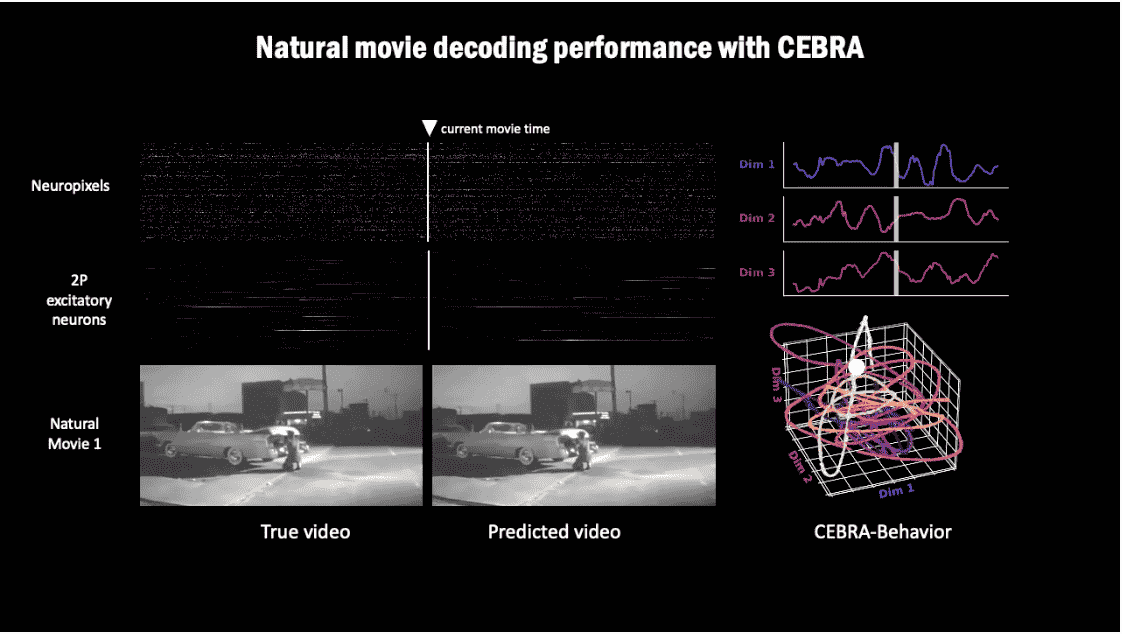 Natural movie decoding performance with CEBRA
current movie time
Neuropixels
2P
excitatory
neurons
Natural
Movie 1
True video
Predicted video
Dim 1
Dim 2
Dim 3
Dim 3
Dim 2
Dim 1
CEBRA-Behavior